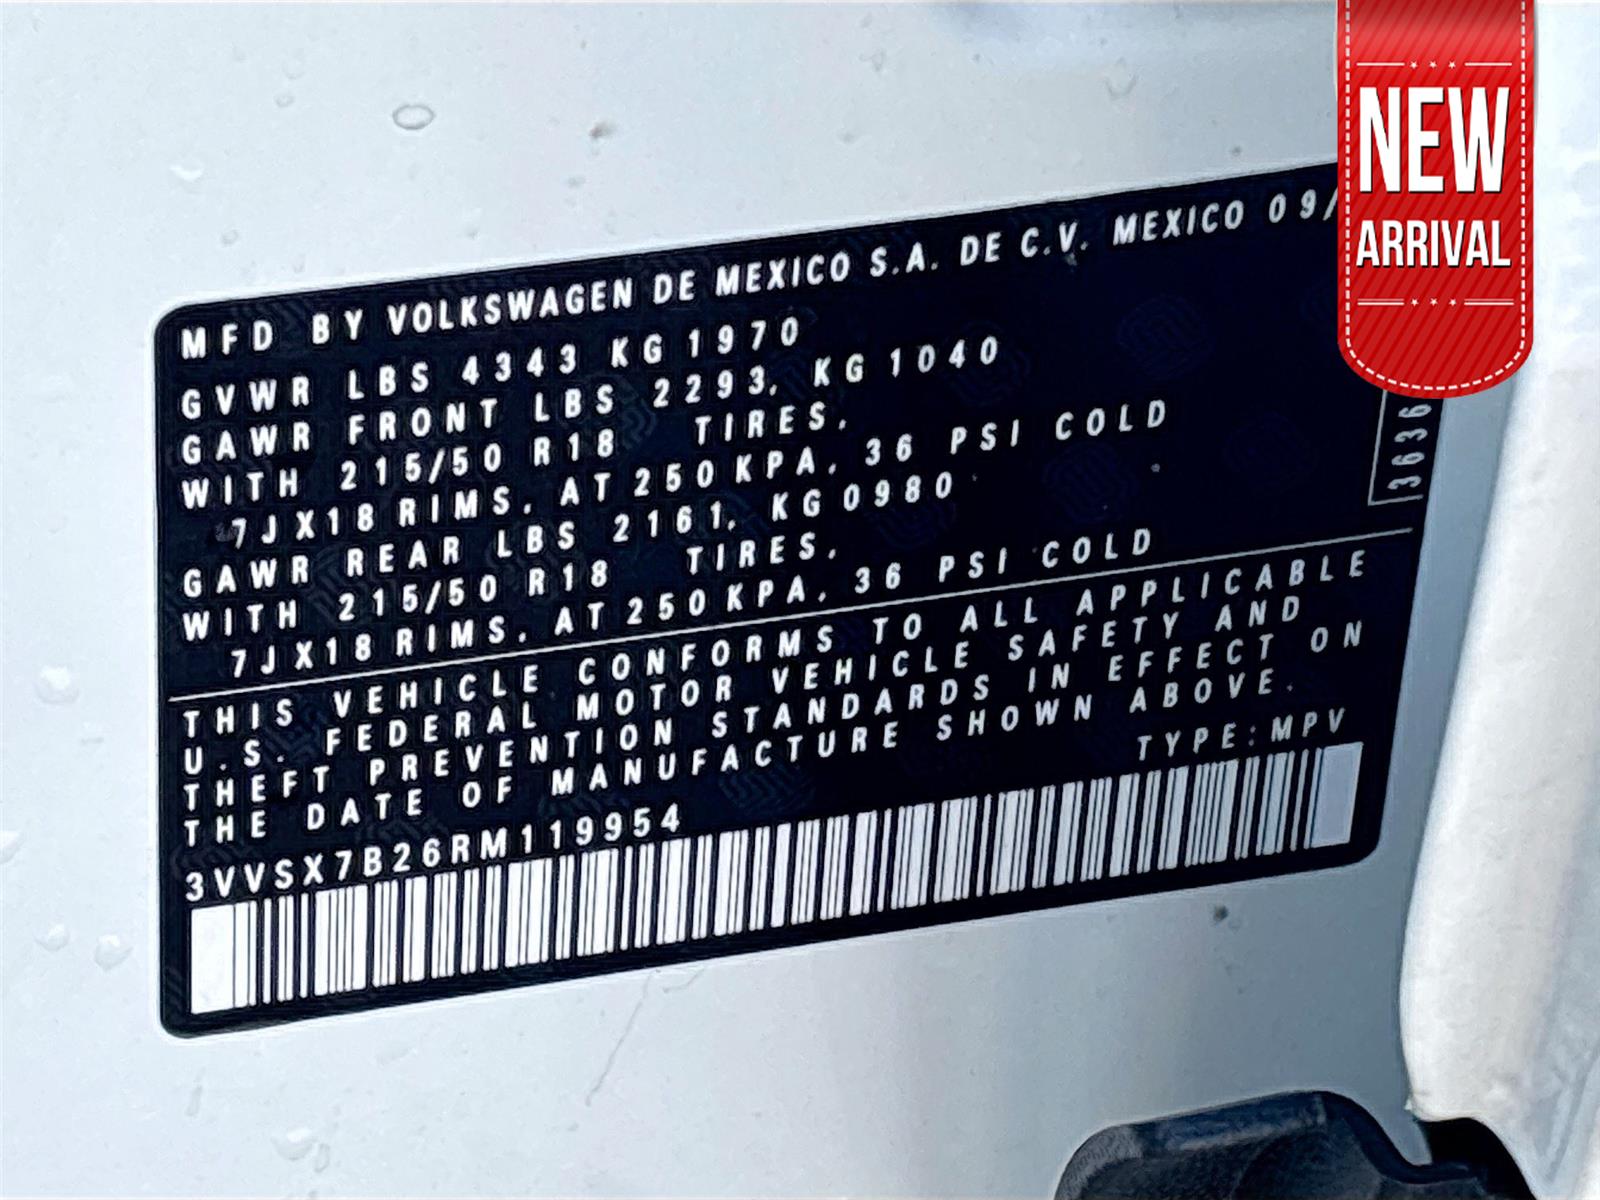 NEW
ARRIVAL
MFD BY VOLKSWAGEN DE MEXICO S.A. DE C.V. MEXICO 09/
GVWR LBS 4343 KG 1970
GAWR FRONT LBS 2293, KG 1040
WITH 215/50 R18 TIRES,
7JX18 RIMS, AT 250 KPA, 36 PSI COLD
GAWR REAR LBS 2161, KG 0980
WITH 215/50 R18 TIRES,
7JX18 RIMS, AT 250 KPA, 36 PSI COLD
3636
THIS VEHICLE CONFORMS TO ALL APPLICABLE
U.S. FEDERAL MOTOR VEHICLE SAFETY AND
THEFT PREVENTION STANDARDS IN EFFECT ON
THE DATE OF MANUFACTURE SHOWN ABOVE.
TYPE: MPV
3VVSX7B26RM119954